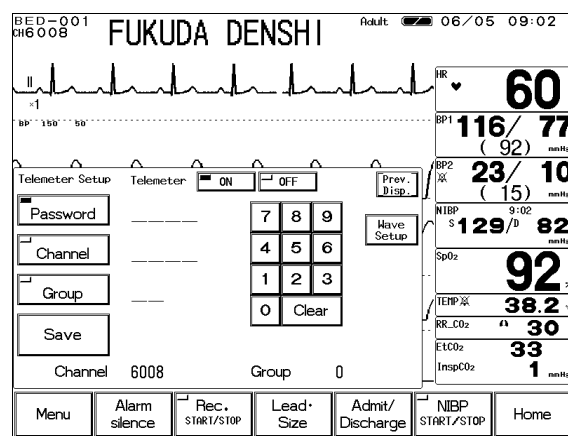 BED-001
CH6008
FUKUDA DENSHI
Adult 06/05 09:02
II
×1
BP 150 50
HR
60
BP1 116/ 77
(92) mmHg
BP2 23/ 10
(15) mmHg
NIBP 9:02
S129/D 82
mmHg
SpO2
92
TEMP 38.2
RR_CO2 30
EtCO2 33
InspCO2 1 mmHg
Telemeter Setup Telemeter ON OFF Prev. Disp.
Password
7 8 9
Wave Setup
Channel
4 5 6
Group
1 2 3
0 Clear
Save
Channel 6008 Group 0
Menu
Alarm silence
Rec. START/STOP
Lead・Size
Admit/Discharge
NIBP START/STOP
Home